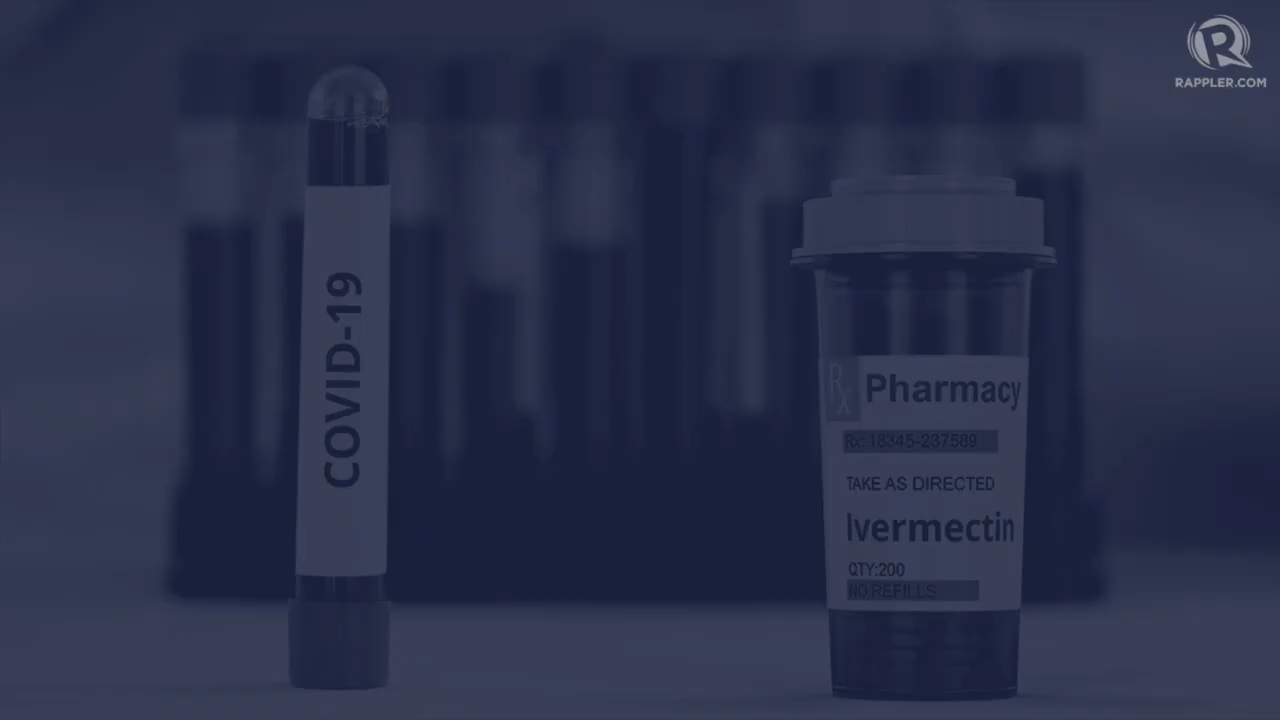 RAPPLER.COM
COVID-19
Rx Pharmacy
Rx: 18345-237589
TAKE AS DIRECTED
Ivermectin
QTY:200
NO REFILLS